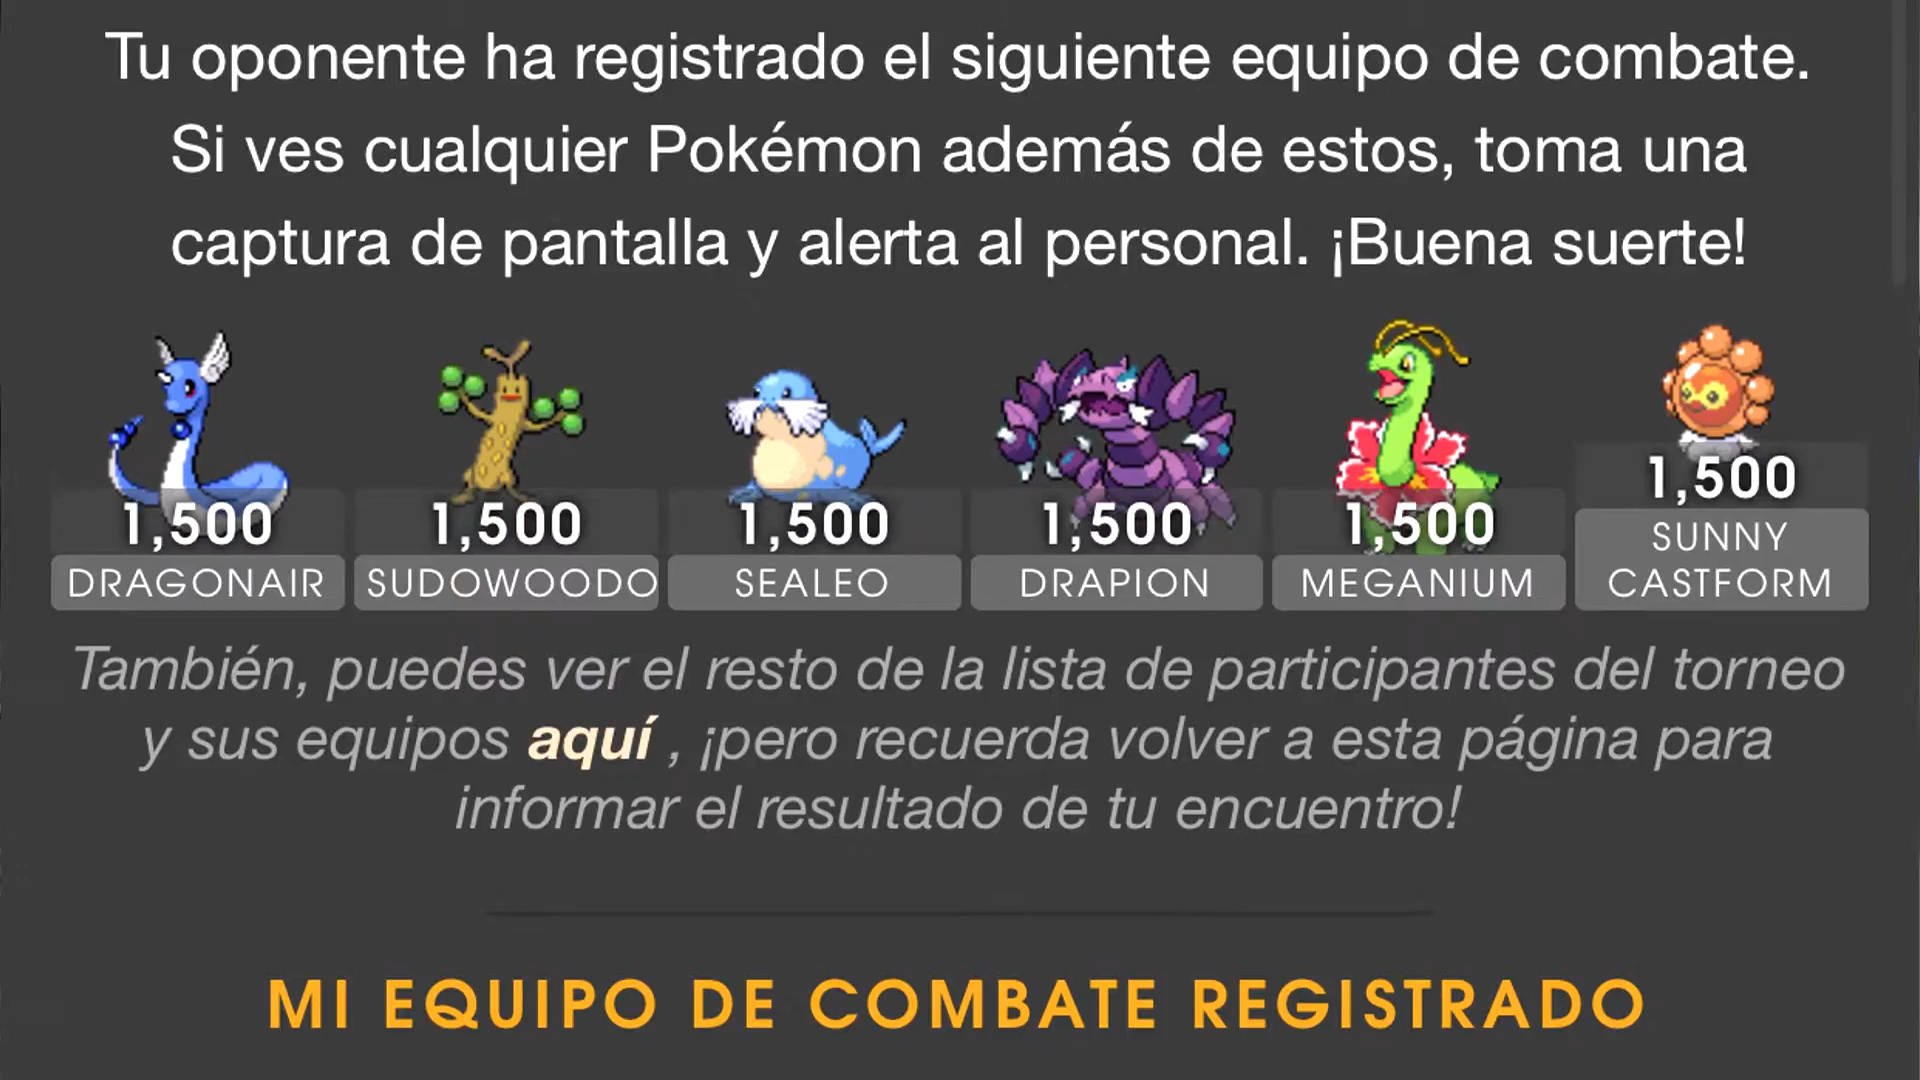 Tu oponente ha registrado el siguiente equipo de combate.
Si ves cualquier Pokémon además de estos, toma una
captura de pantalla y alerta al personal. ¡Buena suerte!
1,500 1,500 1,500 1,500 1,500 1,500
DRAGONAIR SUDOWOODO SEALEO DRAPION MEGANIUM SUNNY
CASTFORM
También, puedes ver el resto de la lista de participantes del torneo
y sus equipos aquí , ¡pero recuerda volver a esta página para
informar el resultado de tu encuentro!
MI EQUIPO DE COMBATE REGISTRADO